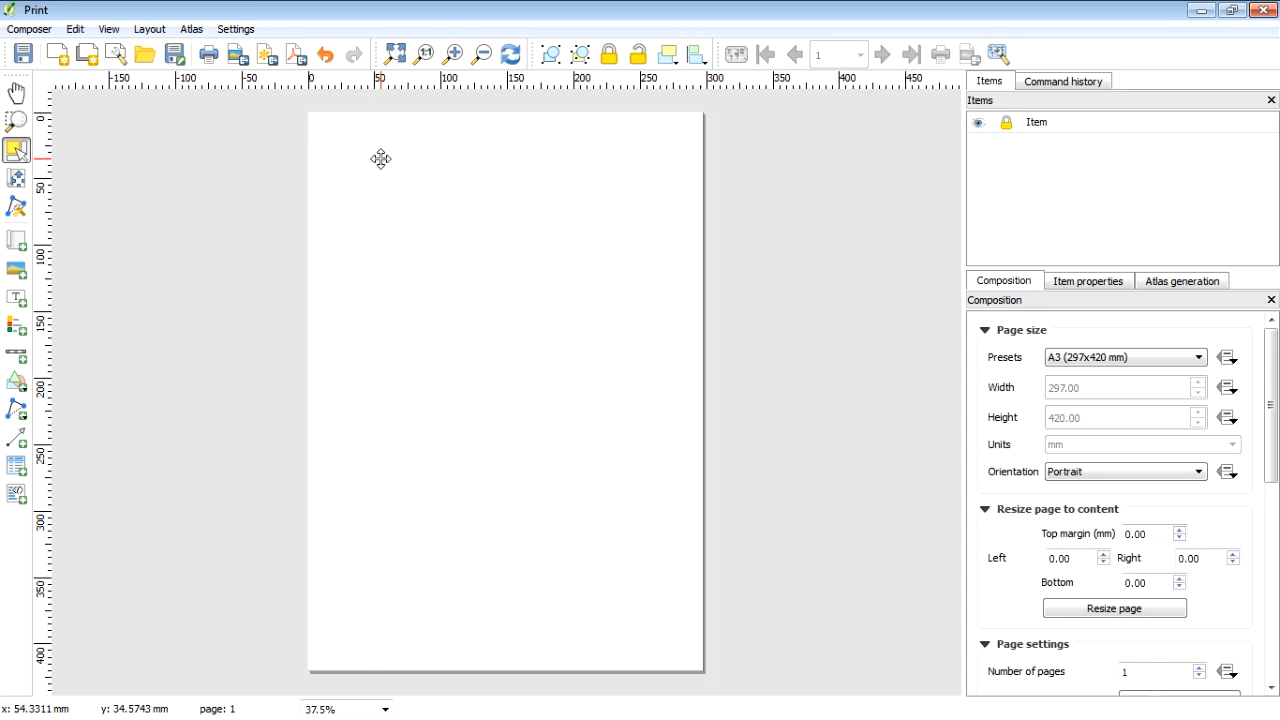 Print
Composer Edit View Layout Atlas Settings
1:1 1
-150 -100 -50 0 50 100 150 200 250 300 350 400 450
0
50
100
150
200
250
300
350
400
Items Command history
Items
Item
Composition Item properties Atlas generation
Composition
Page size
Presets A3 (297x420 mm)
Width 297.00
Height 420.00
Units mm
Orientation Portrait
Resize page to content
Top margin (mm) 0.00
Left 0.00 Right 0.00
Bottom 0.00
Resize page
Page settings
Number of pages 1
x: 54.3311 mm y: 34.5743 mm page: 1 37.5%